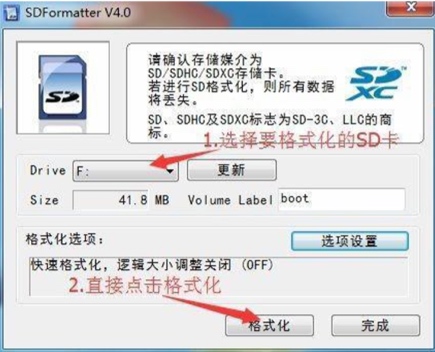 SDFormatter V4.0
请确认存储媒介为
SD/SDHC/SDXC存储卡。
若进行SD格式化，则所有数据
将丢失。
SD、SDHC及SDXC标志为SD-3C、LLC的商
标。
SD
SD
XC
1.选择要格式化的SD卡
Drive F: 更新
Size 41.8 MB Volume Label boot
格式化选项： 选项设置
快速格式化，逻辑大小调整关闭 (OFF)
2.直接点击格式化
格式化 完成